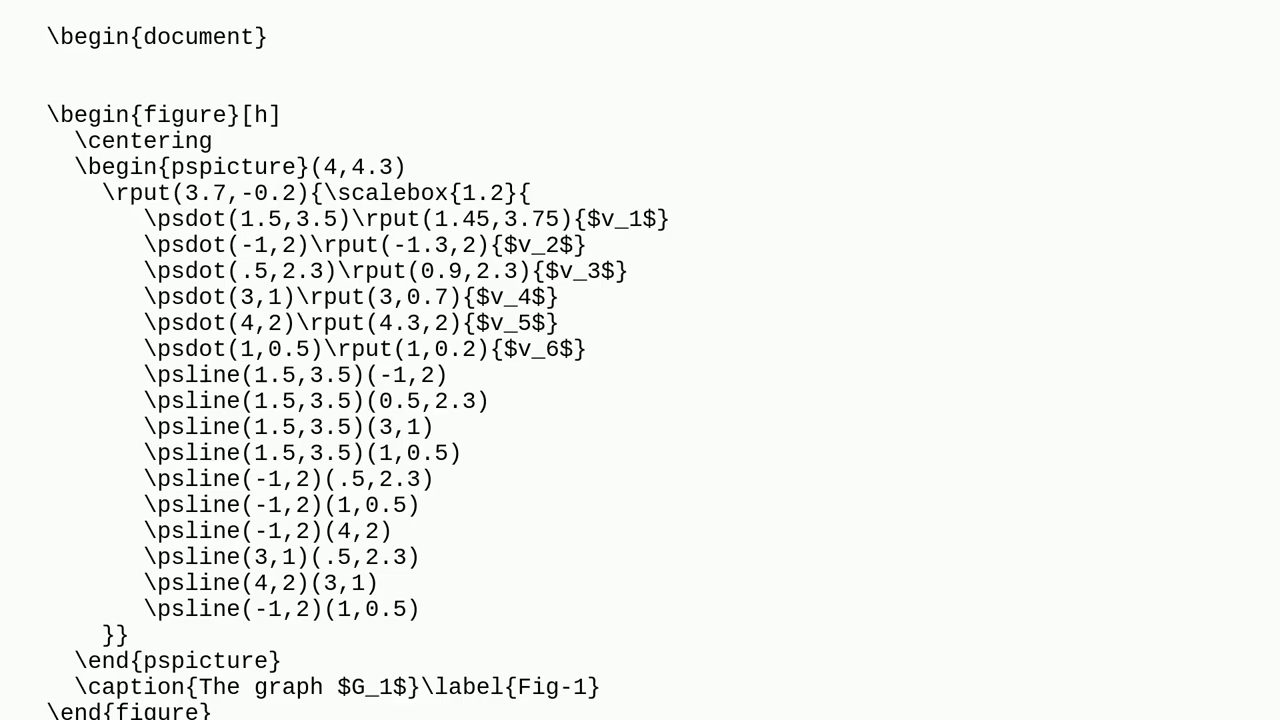 \begin{document}
\begin{figure}[h]
\centering
\begin{pspicture}(4,4.3)
\rput(3.7,-0.2){\scalebox{1.2}{
\psdot(1.5,3.5)\rput(1.45,3.75){$v_1$}
\psdot(-1,2)\rput(-1.3,2){$v_2$}
\psdot(.5,2.3)\rput(0.9,2.3){$v_3$}
\psdot(3,1)\rput(3,0.7){$v_4$}
\psdot(4,2)\rput(4.3,2){$v_5$}
\psdot(1,0.5)\rput(1,0.2){$v_6$}
\psline(1.5,3.5)(-1,2)
\psline(1.5,3.5)(0.5,2.3)
\psline(1.5,3.5)(3,1)
\psline(1.5,3.5)(1,0.5)
\psline(-1,2)(.5,2.3)
\psline(-1,2)(1,0.5)
\psline(-1,2)(4,2)
\psline(3,1)(.5,2.3)
\psline(4,2)(3,1)
\psline(-1,2)(1,0.5)
}}
\end{pspicture}
\caption{The graph $G_1$}\label{Fig-1}
\end{figure}